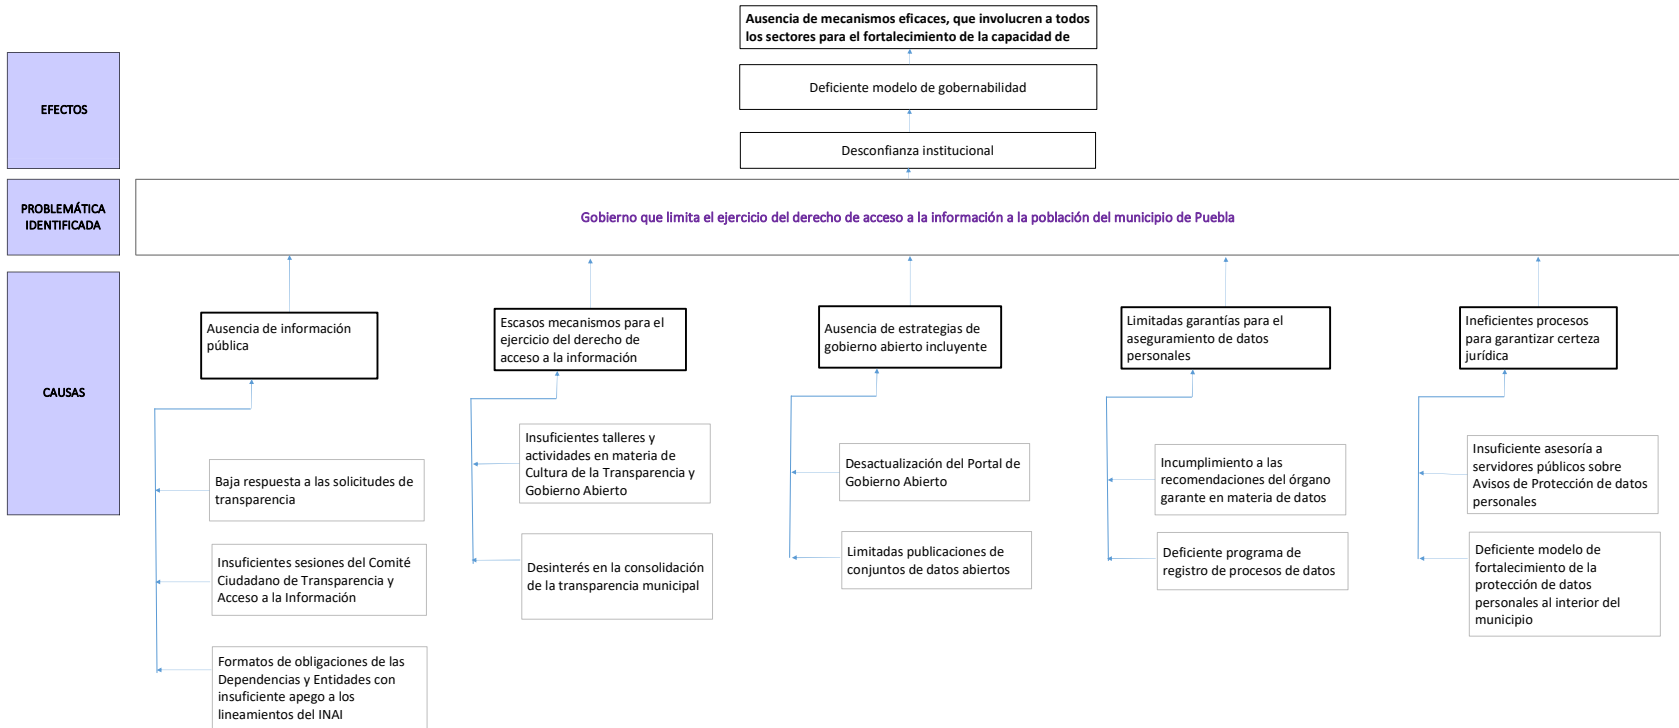 Ausencia de mecanismos eficaces, que involucren a todos
los sectores para el fortalecimiento de la capacidad de
EFECTOS
Deficiente modelo de gobernabilidad
Desconfianza institucional
PROBLEMÁTICA
IDENTIFICADA
Gobierno que limita el ejercicio del derecho de acceso a la información a la población del municipio de Puebla
CAUSAS
Ausencia de información
pública
Escasos mecanismos para el
ejercicio del derecho de
acceso a la información
Ausencia de estrategias de
gobierno abierto incluyente
Limitadas garantías para el
aseguramiento de datos
personales
Ineficientes procesos
para garantizar certeza
jurídica
Baja respuesta a las solicitudes de
transparencia
Insuficientes sesiones del Comité
Ciudadano de Transparencia y
Acceso a la Información
Formatos de obligaciones de las
Dependencias y Entidades con
insuficiente apego a los
lineamientos del INAI
Insuficientes talleres y
actividades en materia de
Cultura de la Transparencia y
Gobierno Abierto
Desinterés en la consolidación
de la transparencia municipal
Desactualización del Portal de
Gobierno Abierto
Limitadas publicaciones de
conjuntos de datos abiertos
Incumplimiento a las
recomendaciones del órgano
garante en materia de datos
Deficiente programa de
registro de procesos de datos
Insuficiente asesoría a
servidores públicos sobre
Avisos de Protección de datos
personales
Deficiente modelo de
fortalecimiento de la
protección de datos
personales al interior del
municipio